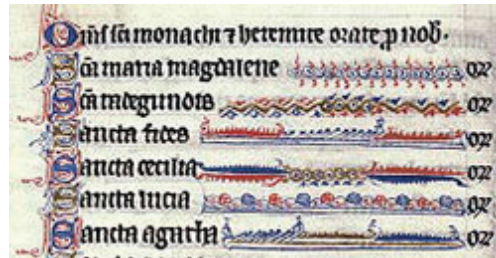 Om̅s sc̅i monachi ⁊ heremite orate p̱ nob̅.
Sc̅a maria magdalene or̅
Sc̅a radegundis or̅
Sancta fides or̅
Sancta cecilia or̅
Sancta lucia or̅
Sancta agatha or̅